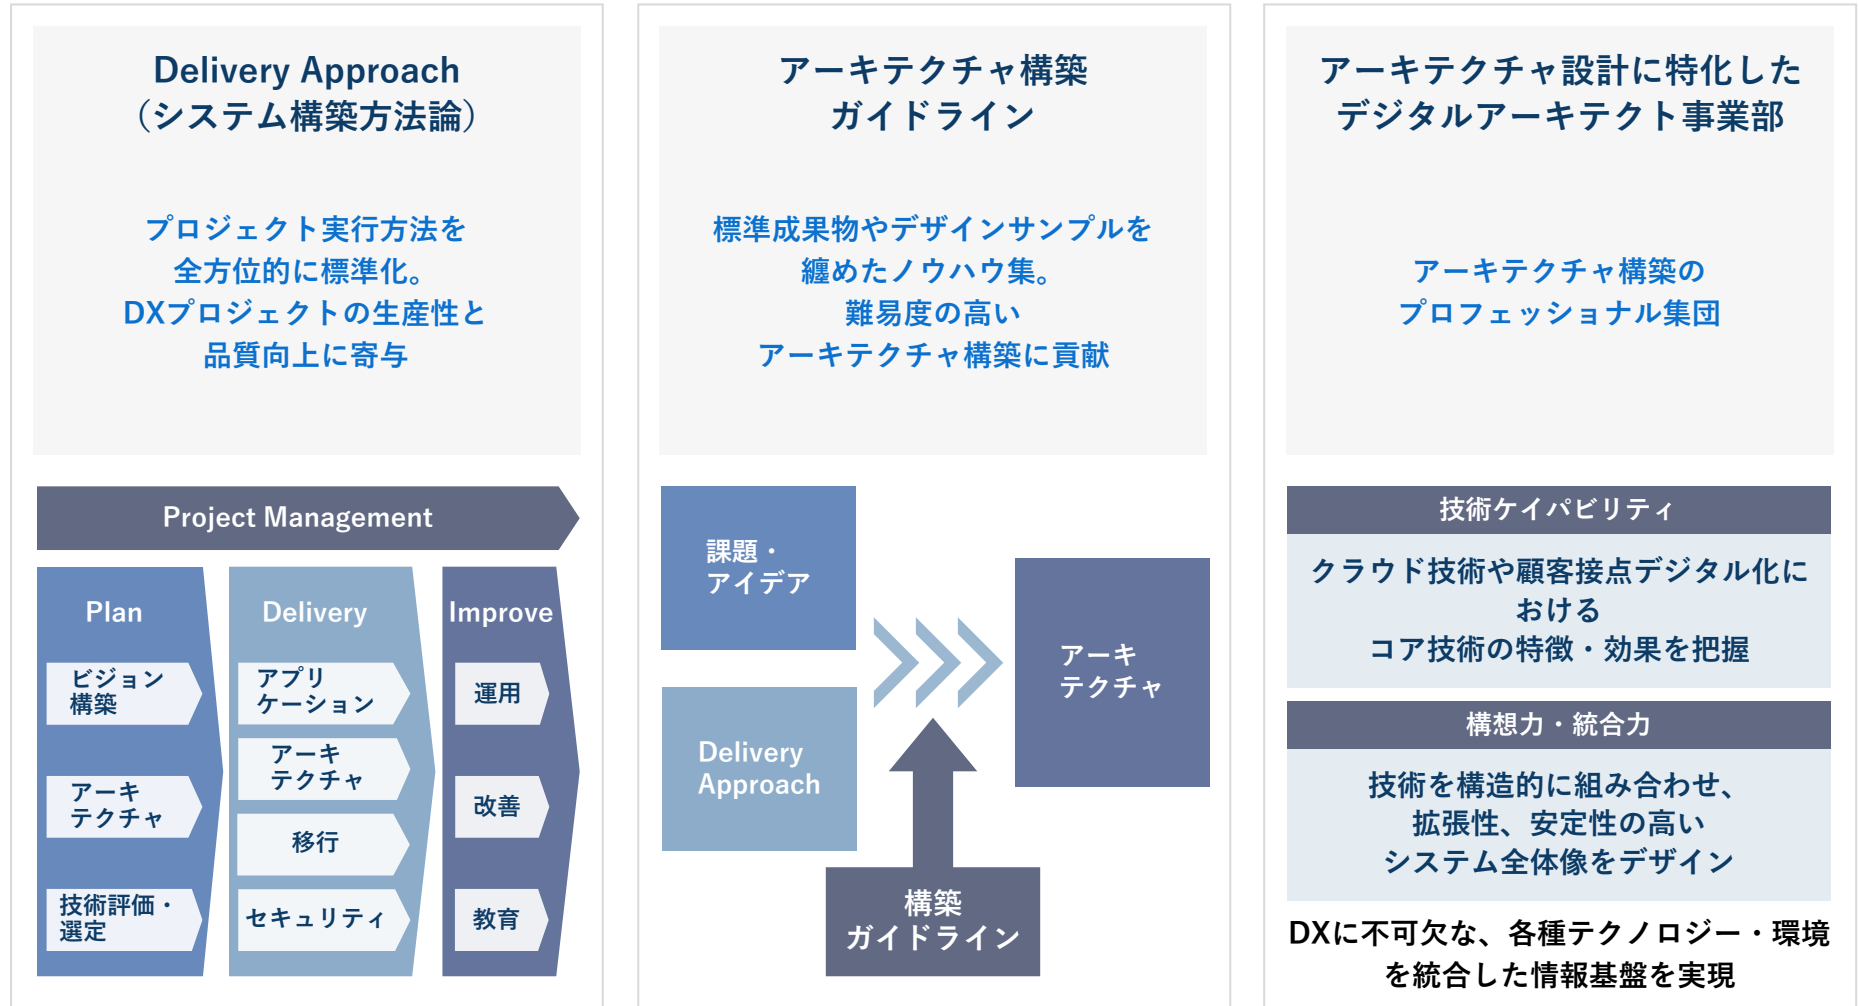 Delivery Approach
（システム構築方法論）
プロジェクト実行方法を
全方位的に標準化。
DXプロジェクトの生産性と
品質向上に寄与
Project Management
Plan
ビジョン
構築
アーキ
テクチャ
技術評価・
選定
Delivery
アプリ
ケーション
アーキ
テクチャ
移行
セキュリティ
Improve
運用
改善
教育
アーキテクチャ構築
ガイドライン
標準成果物やデザインサンプルを
纏めたノウハウ集。
難易度の高い
アーキテクチャ構築に貢献
課題・
アイデア
Delivery
Approach
アーキ
テクチャ
構築
ガイドライン
アーキテクチャ設計に特化した
デジタルアーキテクト事業部
アーキテクチャ構築の
プロフェッショナル集団
技術ケイパビリティ
クラウド技術や顧客接点デジタル化に
おける
コア技術の特徴・効果を把握
構想力・統合力
技術を構造的に組み合わせ、
拡張性、安定性の高い
システム全体像をデザイン
DXに不可欠な、各種テクノロジー・環境
を統合した情報基盤を実現